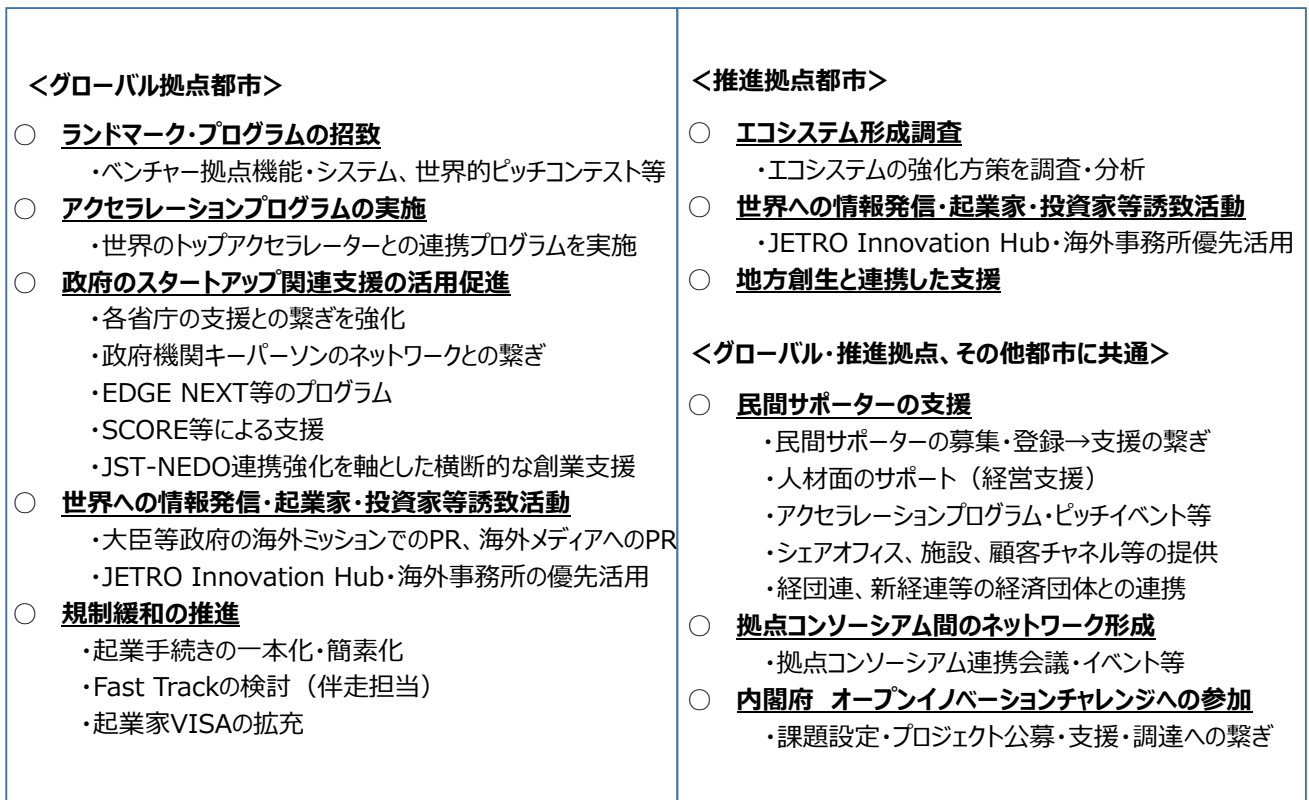 ＜グローバル拠点都市＞
○ ランドマーク・プログラムの招致
・ベンチャー拠点機能・システム、世界的ピッチコンテスト等
○ アクセラレーションプログラムの実施
・世界のトップアクセラレーターとの連携プログラムを実施
○ 政府のスタートアップ関連支援の活用促進
・各省庁の支援との繋ぎを強化
・政府機関キーパーソンのネットワークとの繋ぎ
・EDGE NEXT等のプログラム
・SCORE等による支援
・JST-NEDO連携強化を軸とした横断的な創業支援
○ 世界への情報発信・起業家・投資家等誘致活動
・大臣等政府の海外ミッションでのPR、海外メディアへのPR
・JETRO Innovation Hub・海外事務所の優先活用
○ 規制緩和の推進
・起業手続きの一本化・簡素化
・Fast Trackの検討（伴走担当）
・起業家VISAの拡充
＜推進拠点都市＞
○ エコシステム形成調査
・エコシステムの強化方策を調査・分析
○ 世界への情報発信・起業家・投資家等誘致活動
・JETRO Innovation Hub・海外事務所優先活用
○ 地方創生と連携した支援
＜グローバル・推進拠点、その他都市に共通＞
○ 民間サポーターの支援
・民間サポーターの募集・登録→支援の繋ぎ
・人材面のサポート（経営支援）
・アクセラレーションプログラム・ピッチイベント等
・シェアオフィス、施設、顧客チャネル等の提供
・経団連、新経連等の経済団体との連携
○ 拠点コンソーシアム間のネットワーク形成
・拠点コンソーシアム連携会議・イベント等
○ 内閣府　オープンイノベーションチャレンジへの参加
・課題設定・プロジェクト公募・支援・調達への繋ぎ